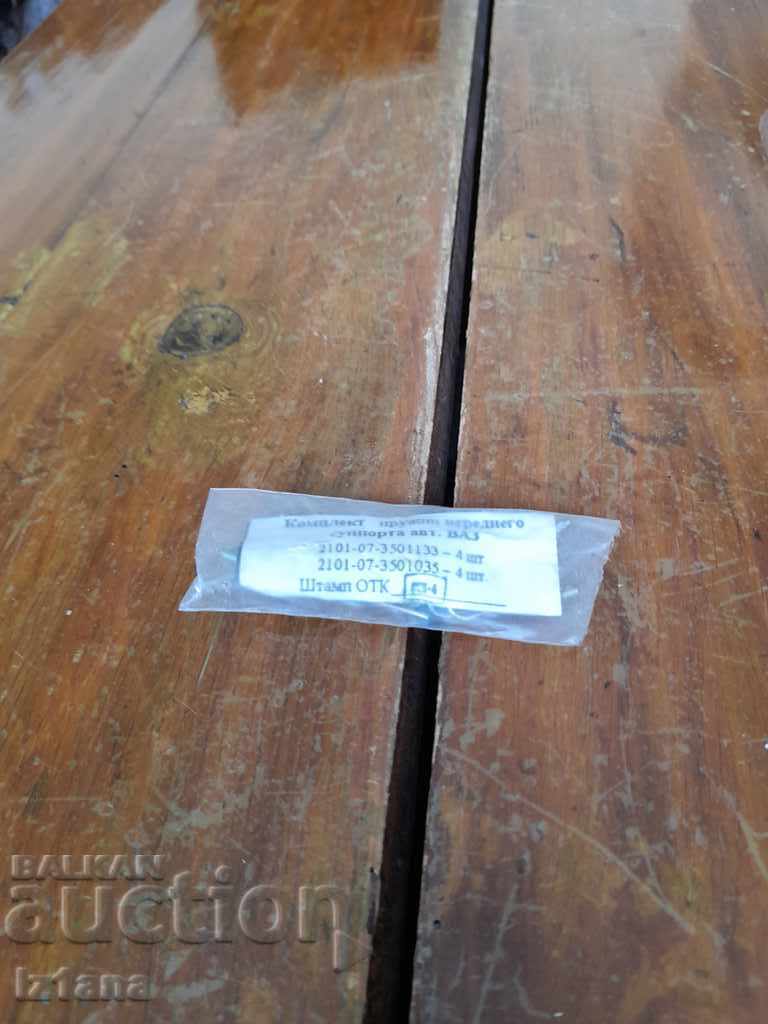 Комплект пружин переднего
суппорта авт. ВАЗ
2101-07-3501133 – 4 шт
2101-07-3501035 – 4 шт.
Штамп ОТК
BALKAN
auction
iz1ana